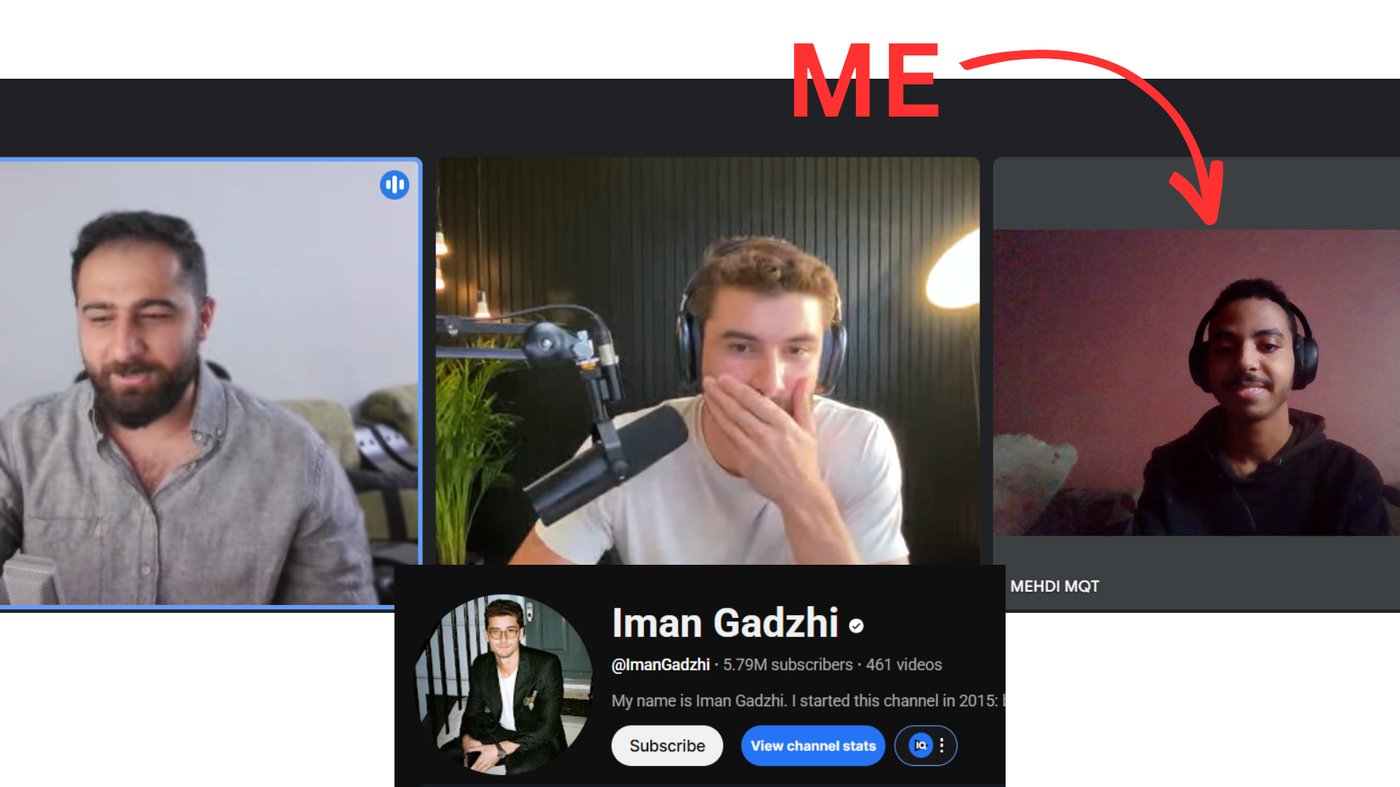 ME
MEHDI MQT
Iman Gadzhi
@ImanGadzhi · 5.79M subscribers · 461 videos
My name is Iman Gadzhi. I started this channel in 2015:
Subscribe
View channel stats
IQ